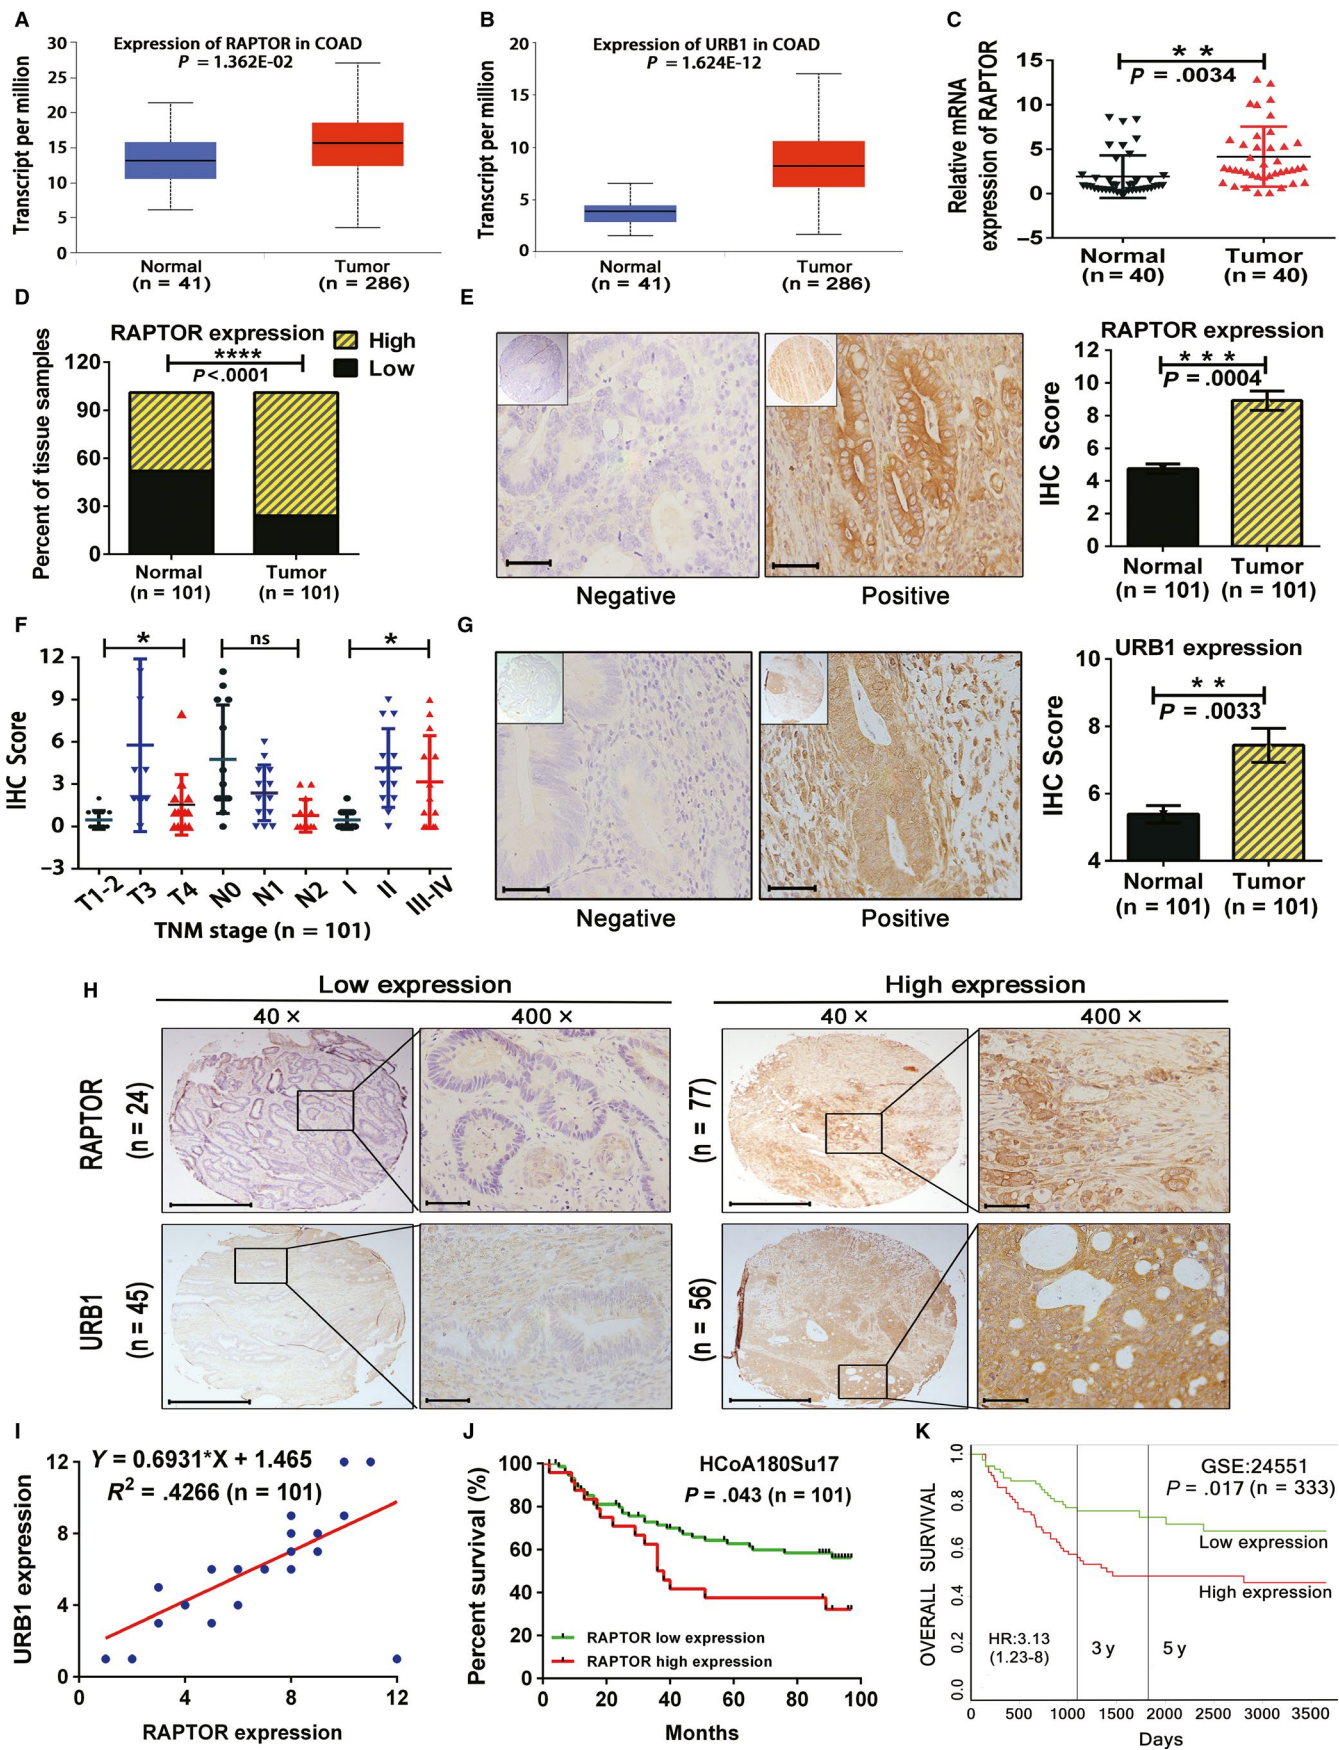 A
Expression of RAPTOR in COAD
P = 1.362E-02
Transcript per million
30
25
20
15
10
5
0
Normal
(n = 41)
Tumor
(n = 286)
B
Expression of URB1 in COAD
P = 1.624E-12
Transcript per million
20
15
10
5
0
Normal
(n = 41)
Tumor
(n = 286)
C
* *
P = .0034
Relative mRNA
expression of RAPTOR
15
10
5
0
–5
Normal
(n = 40)
Tumor
(n = 40)
D
RAPTOR expression
High
Low
****
P<.0001
Percent of tissue samples
120
90
60
30
0
Normal
(n = 101)
Tumor
(n = 101)
E
Negative
Positive
RAPTOR expression
* * *
P = .0004
IHC Score
12
10
8
6
4
2
0
Normal
(n = 101)
Tumor
(n = 101)
F
*
ns
*
IHC Score
12
9
6
3
0
–3
T1-2
T3
T4
N0
N1
N2
I
II
III-IV
TNM stage (n = 101)
G
Negative
Positive
URB1 expression
* *
P = .0033
IHC Score
10
8
6
4
Normal
(n = 101)
Tumor
(n = 101)
H
Low expression
High expression
40 ×
400 ×
40 ×
400 ×
RAPTOR
(n = 24)
(n = 77)
URB1
(n = 45)
(n = 56)
I
Y = 0.6931*X + 1.465
R2 = .4266 (n = 101)
URB1 expression
12
8
4
0
0
4
8
12
RAPTOR expression
J
HCoA180Su17
P = .043 (n = 101)
Percent survival (%)
100
80
60
40
20
0
RAPTOR low expression
RAPTOR high expression
0
20
40
60
80
100
Months
K
GSE:24551
P = .017 (n = 333)
OVERALL SURVIVAL
1.0
0.8
0.6
0.4
0.2
0.0
Low expression
High expression
HR:3.13
(1.23-8)
3 y
5 y
0
500
1000
1500
2000
2500
3000
3500
Days